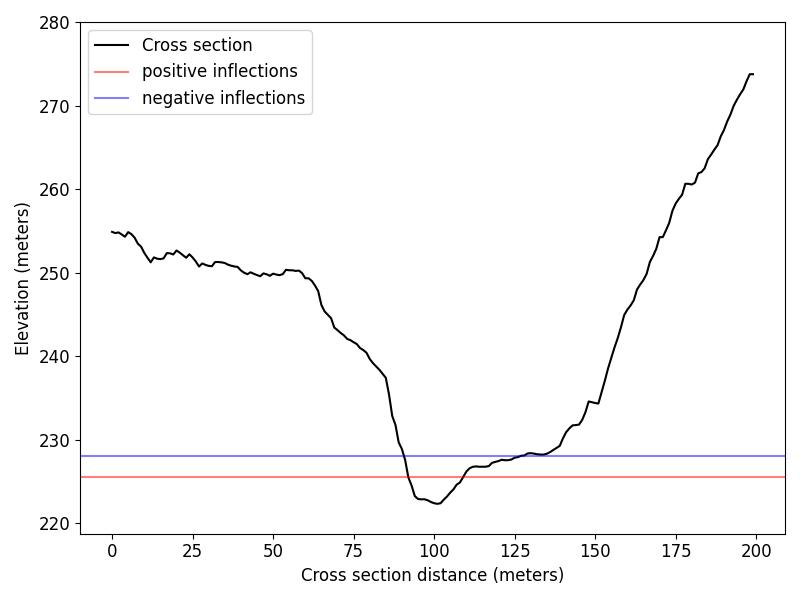 Cross section
positive inflections
negative inflections
280
270
260
250
240
230
220
Elevation (meters)
0 25 50 75 100 125 150 175 200
Cross section distance (meters)